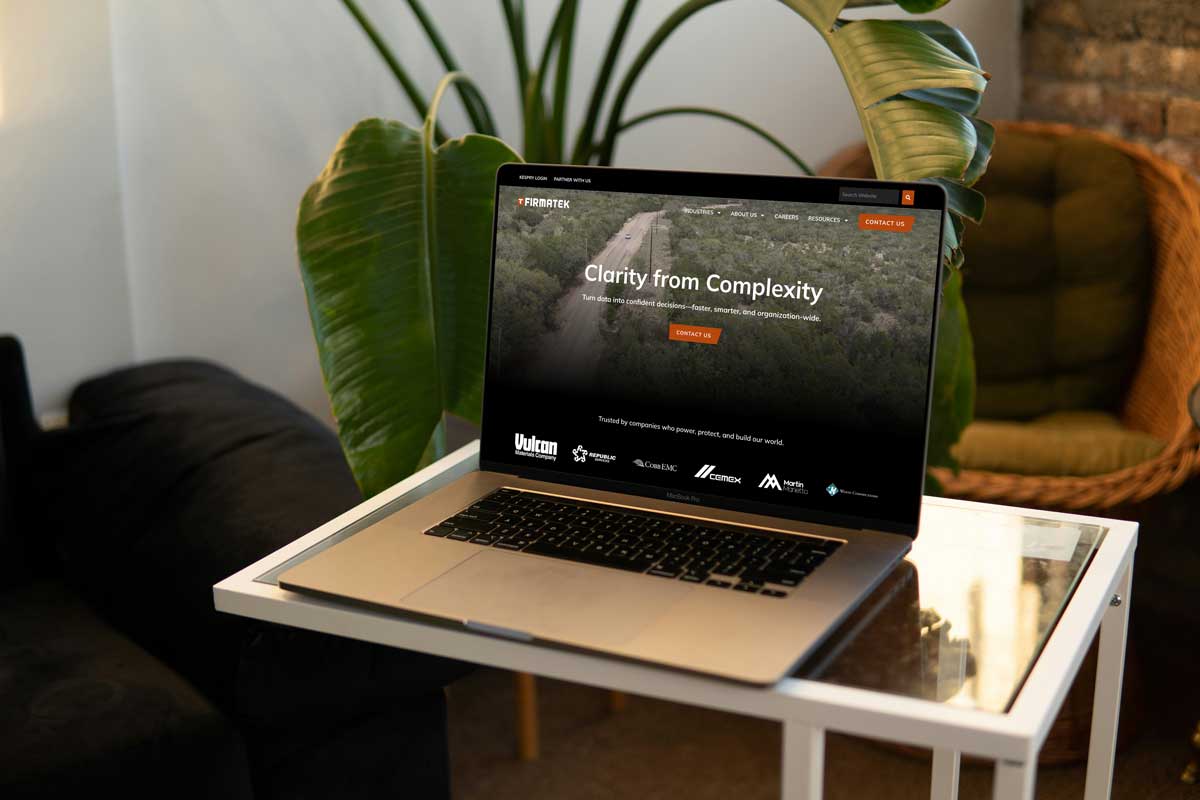 KESPRY LOGIN PARTNER WITH US Search Website
FIRMATEK INDUSTRIES ABOUT US CAREERS RESOURCES CONTACT US
Clarity from Complexity
Turn data into confident decisions—faster, smarter, and organization-wide.
CONTACT US
Trusted by companies who power, protect, and build our world.
Vulcan
Materials Company
REPUBLIC
SERVICES
Cobb EMC
CEMEX
Martin
Marietta
MacBook Pro